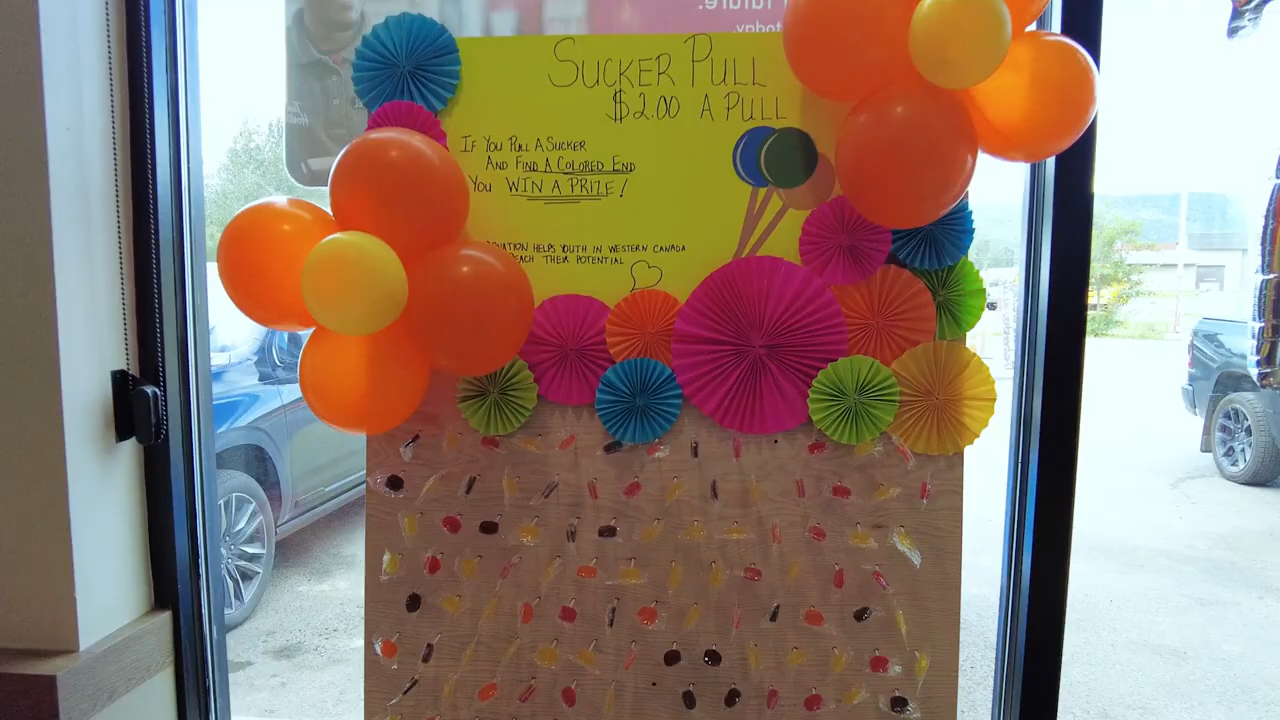 SUCKER PULL
$2.00 A PULL
IF YOU PULL A SUCKER
AND FIND A COLORED END
YOU WIN A PRIZE!
HELPS YOUTH IN WESTERN CANADA
THEIR POTENTIAL
today.